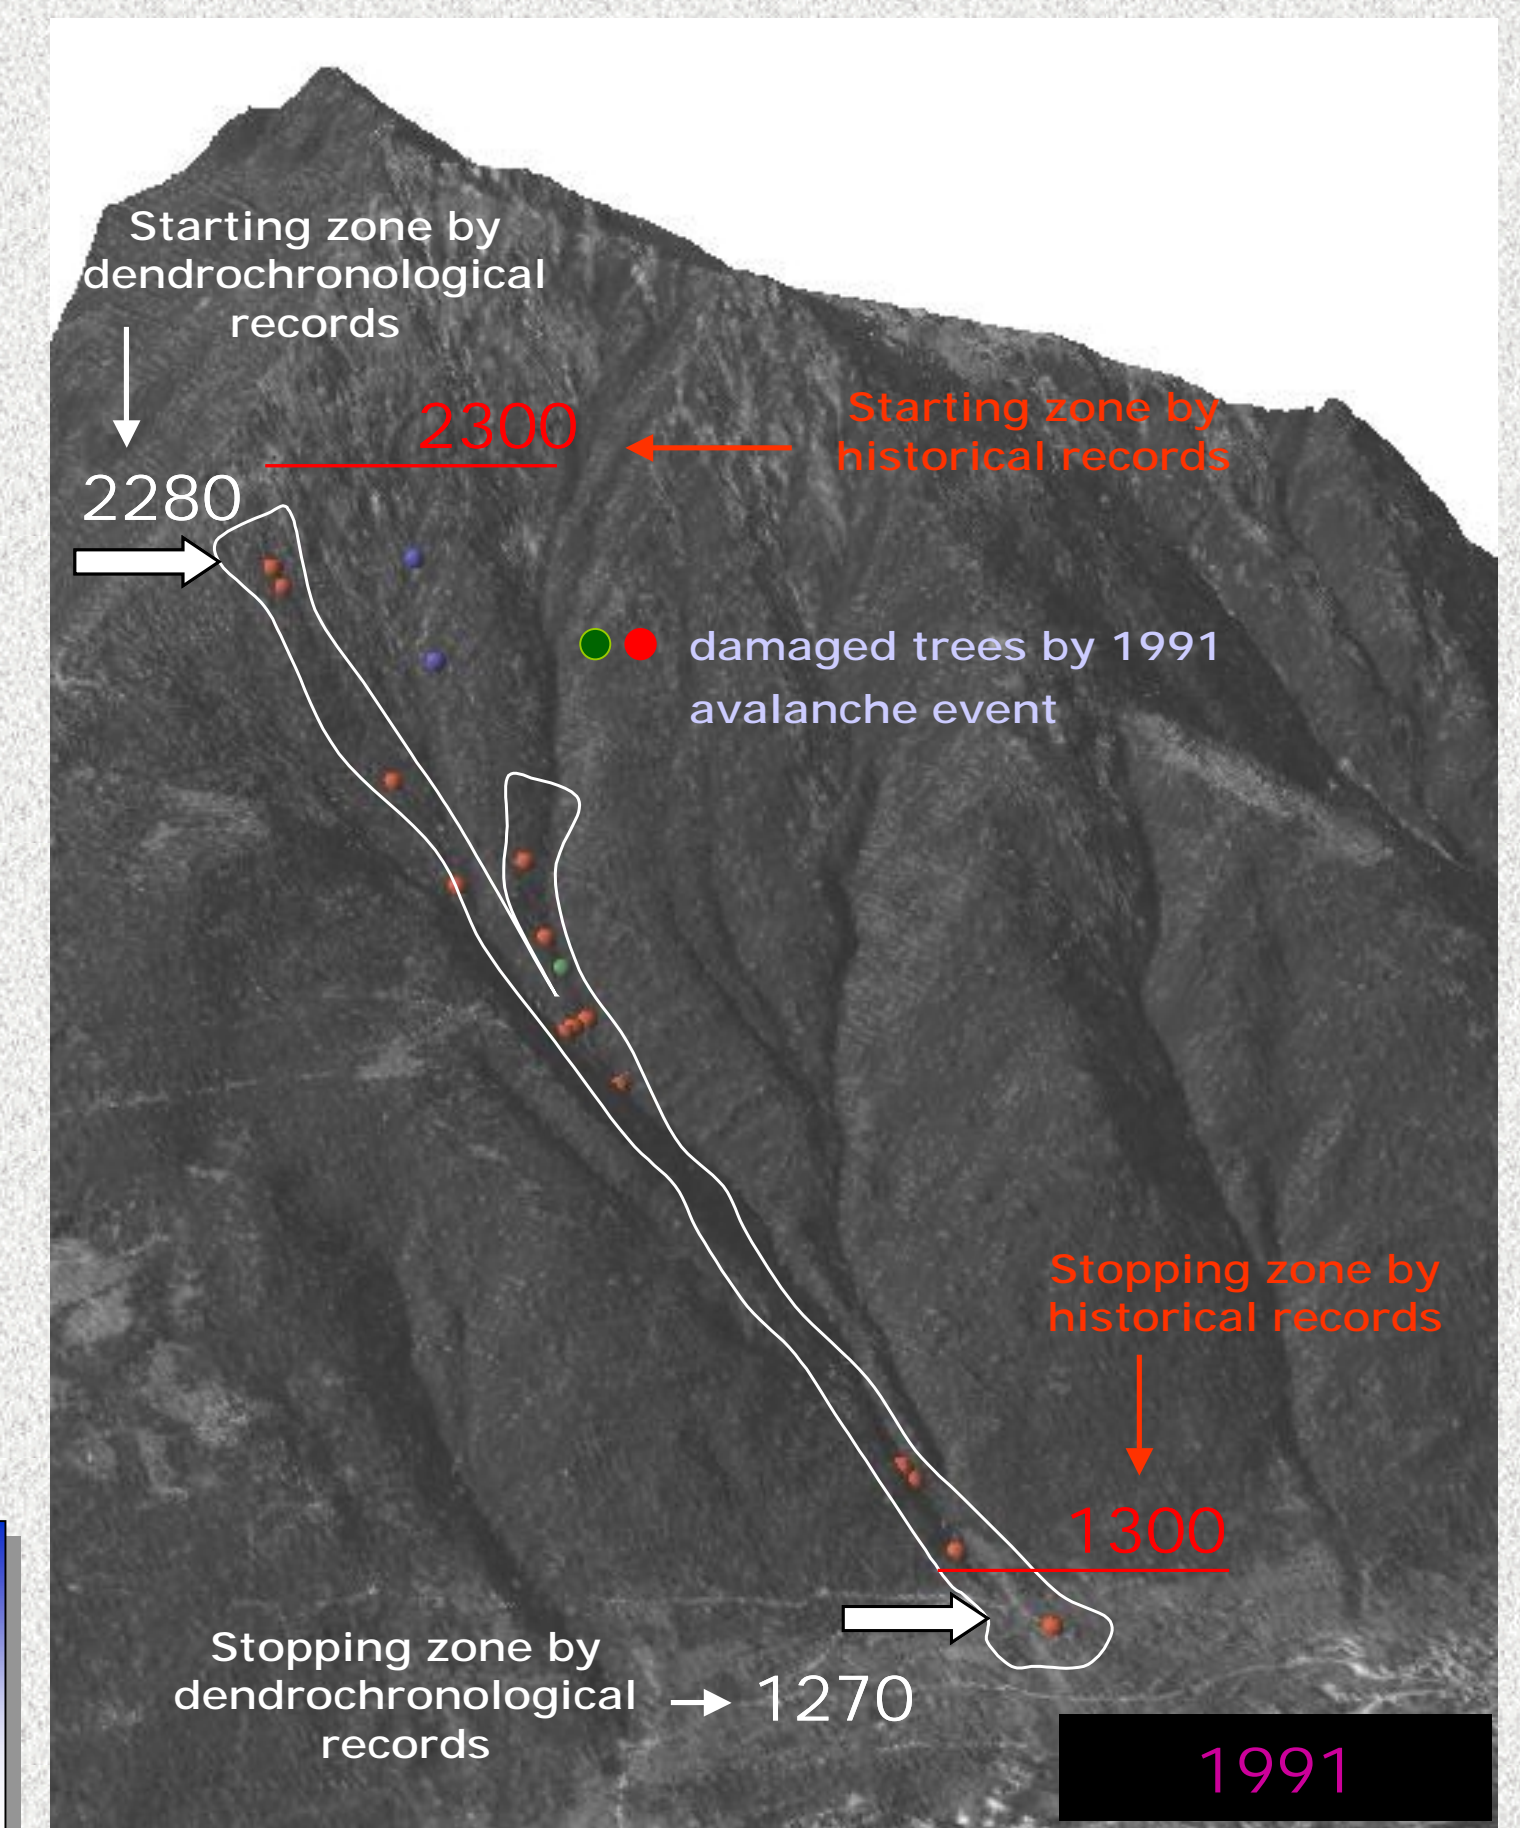 Starting zone by
dendrochronological
records
2300
Starting zone by
historical records
2280
damaged trees by 1991
avalanche event
Stopping zone by
historical records
1300
Stopping zone by
dendrochronological
records
1270
1991